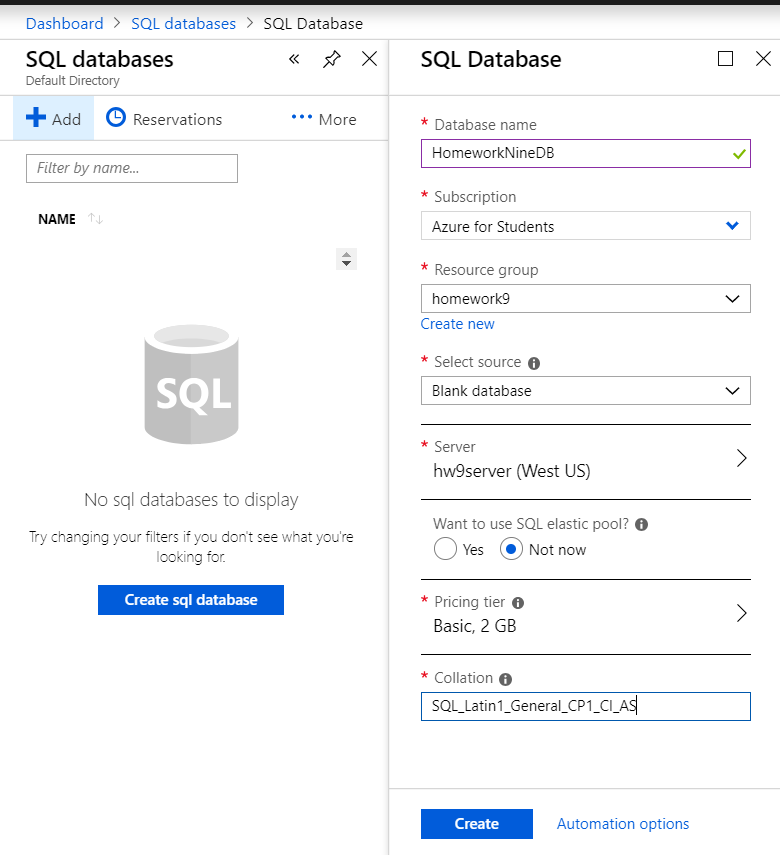 Dashboard > SQL databases > SQL Database
SQL databases
Default Directory
Add
Reservations
More
Filter by name...
NAME
SQL
No sql databases to display
Try changing your filters if you don't see what you're
looking for.
Create sql database
SQL Database
* Database name
HomeworkNineDB
* Subscription
Azure for Students
* Resource group
homework9
Create new
* Select source
Blank database
* Server
hw9server (West US)
Want to use SQL elastic pool?
Yes
Not now
* Pricing tier
Basic, 2 GB
* Collation
SQL_Latin1_General_CP1_CI_AS
Create
Automation options